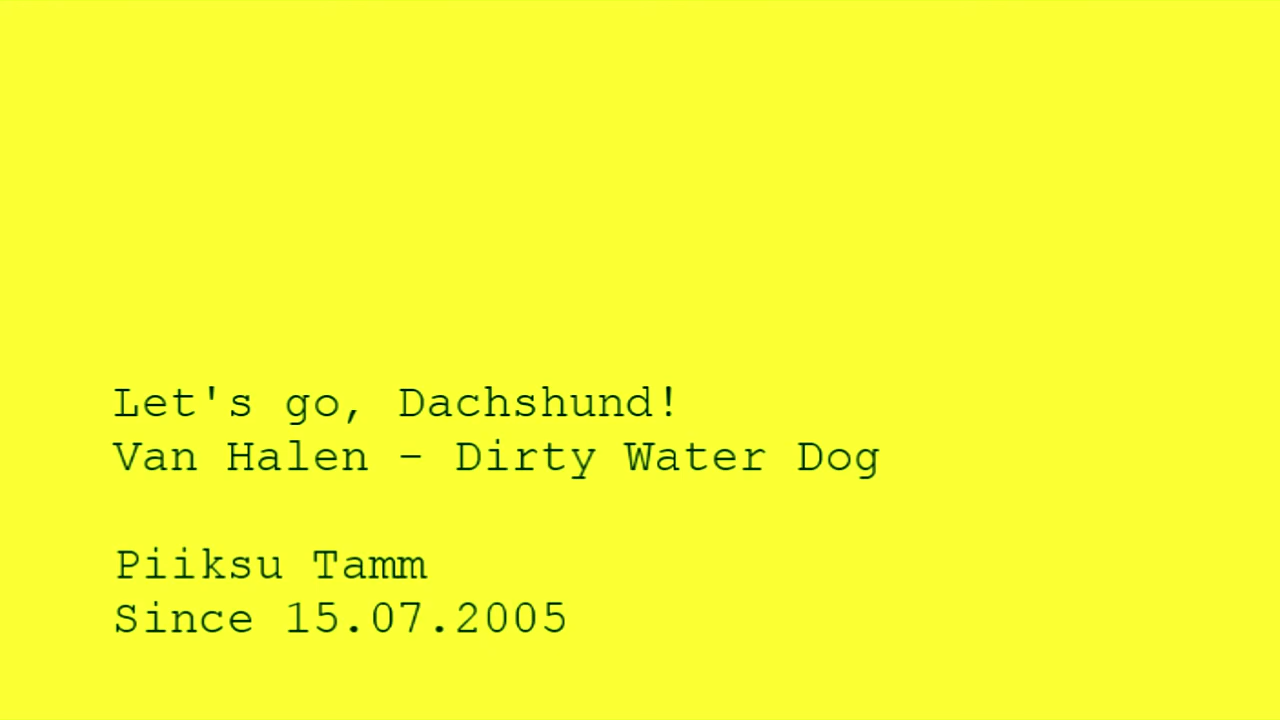 Let's go, Dachshund!
Van Halen - Dirty Water Dog
Piiksu Tamm
Since 15.07.2005